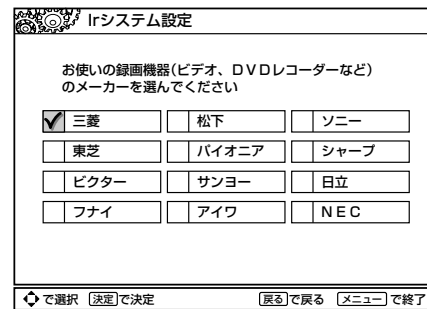 Irシステム設定
お使いの録画機器(ビデオ、ＤＶＤレコーダーなど)
のメーカーを選んでください
三菱 松下 ソニー
東芝 パイオニア シャープ
ビクター サンヨー 日立
フナイ アイワ ＮＥＣ
で選択 決定で決定 戻るで戻る メニューで終了